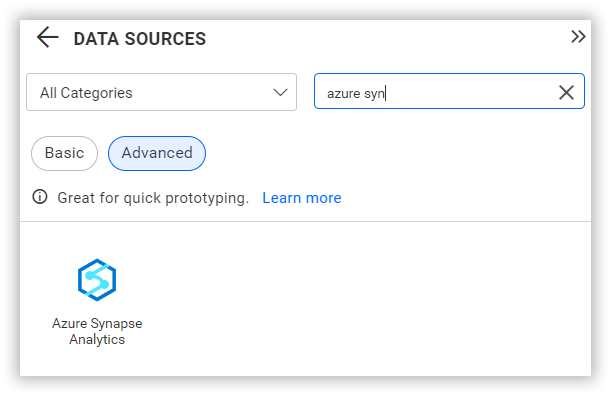 DATA SOURCES
All Categories
azure syn
Basic
Advanced
Great for quick prototyping. Learn more
Azure Synapse
Analytics